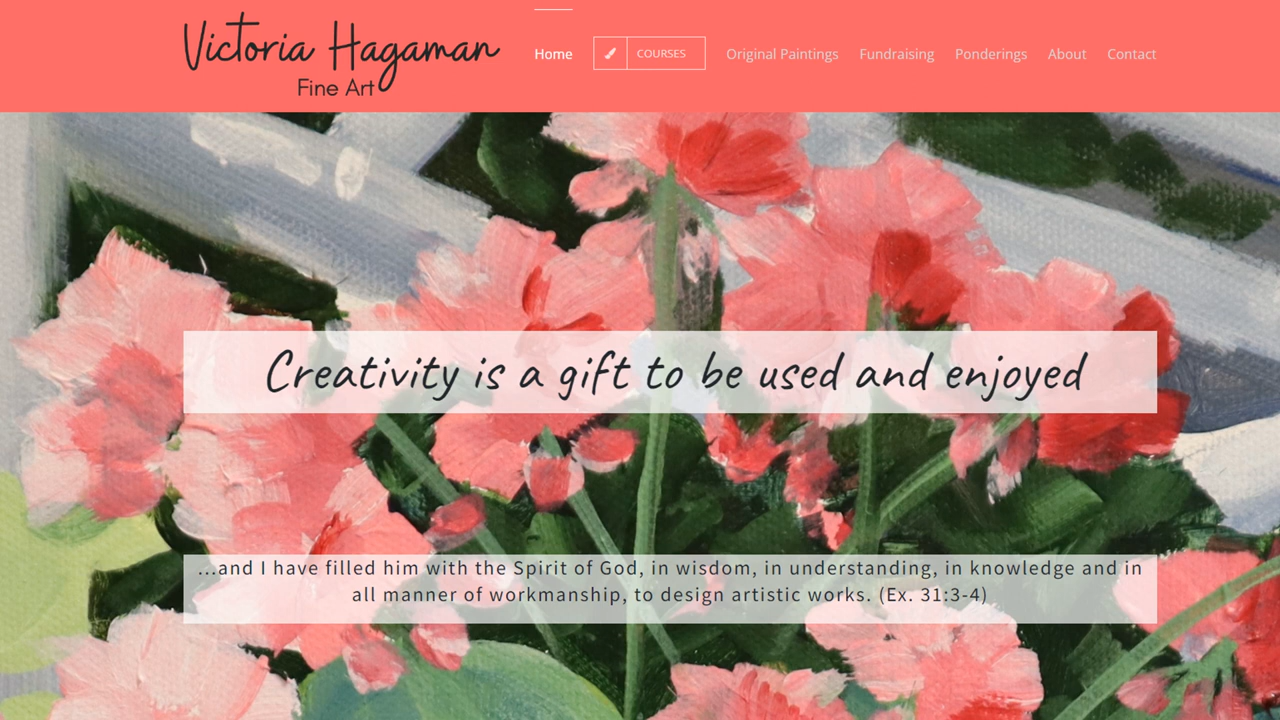 Victoria Hagaman
Fine Art
Home
COURSES
Original Paintings
Fundraising
Ponderings
About
Contact
Creativity is a gift to be used and enjoyed
...and I have filled him with the Spirit of God, in wisdom, in understanding, in knowledge and in
all manner of workmanship, to design artistic works. (Ex. 31:3-4)